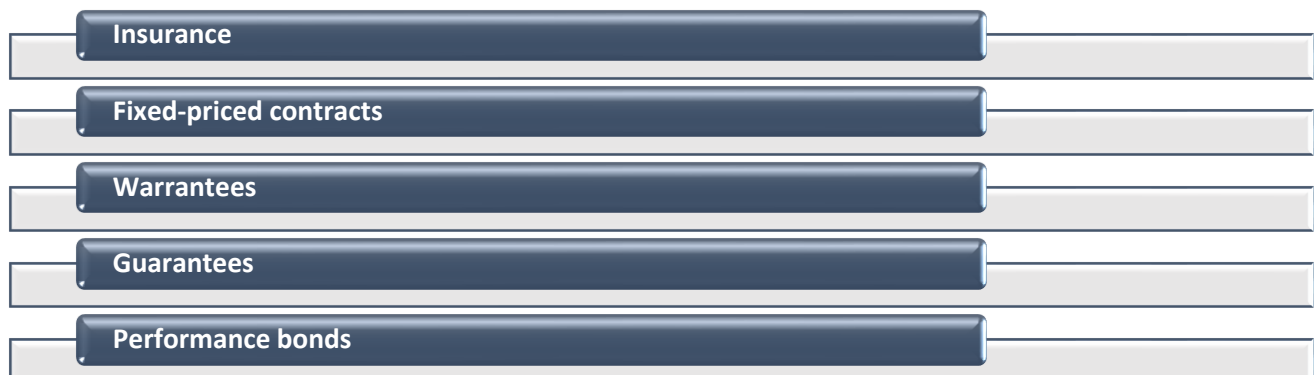 Insurance
Fixed-priced contracts
Warrantees
Guarantees
Performance bonds